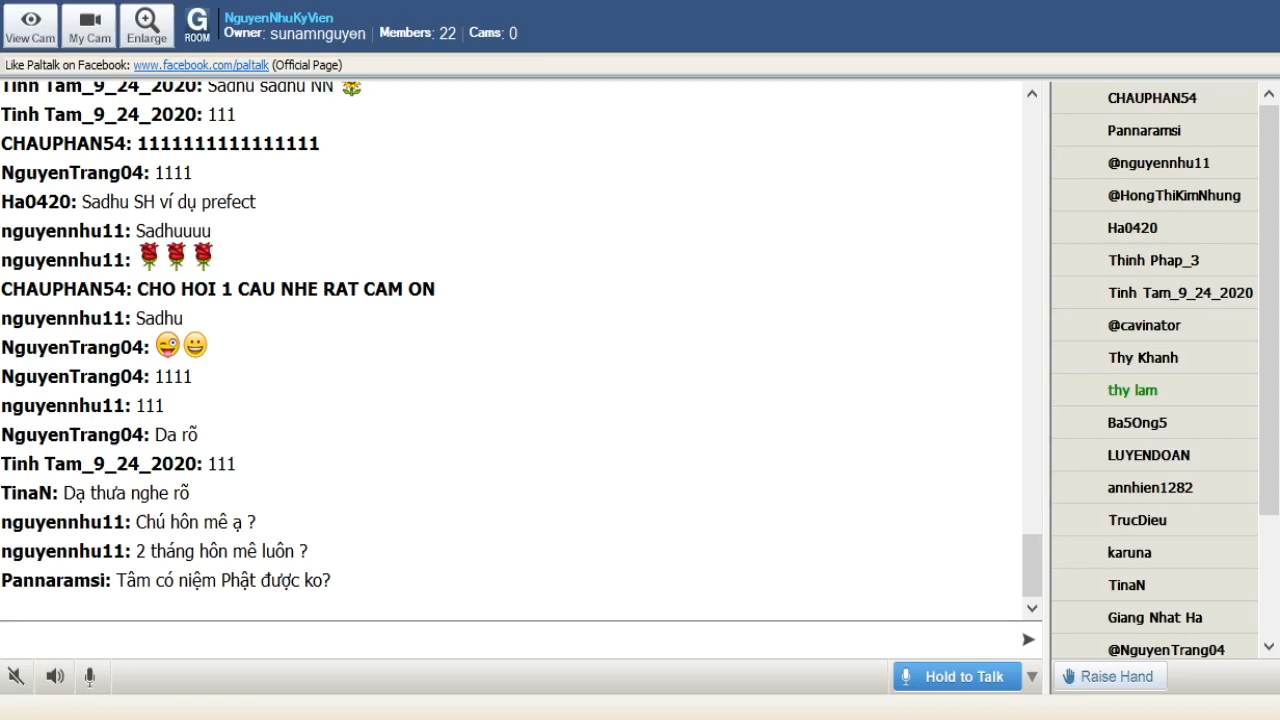 View Cam
My Cam
Enlarge
G
ROOM
NguyenNhuKyVien
Owner: sunamnguyen | Members: 22 | Cams: 0
Like Paltalk on Facebook: www.facebook.com/paltalk (Official Page)
Tinh Tam_9_24_2020: Sadhu sadhu NN
Tinh Tam_9_24_2020: 111
CHAUPHAN54: 1111111111111111
NguyenTrang04: 1111
Ha0420: Sadhu SH ví dụ prefect
nguyennhu11: Sadhuuuu
nguyennhu11:
CHAUPHAN54: CHO HOI 1 CAU NHE RAT CAM ON
nguyennhu11: Sadhu
NguyenTrang04:
NguyenTrang04: 1111
nguyennhu11: 111
NguyenTrang04: Da rõ
Tinh Tam_9_24_2020: 111
TinaN: Dạ thưa nghe rõ
nguyennhu11: Chú hôn mê ạ ?
nguyennhu11: 2 tháng hôn mê luôn ?
Pannaramsi: Tâm có niệm Phật được ko?
Hold to Talk
CHAUPHAN54
Pannaramsi
@nguyennhu11
@HongThiKimNhung
Ha0420
Thinh Phap_3
Tinh Tam_9_24_2020
@cavinator
Thy Khanh
thy lam
Ba5Ong5
LUYENDOAN
annhien1282
TrucDieu
karuna
TinaN
Giang Nhat Ha
@NguyenTrang04
Raise Hand